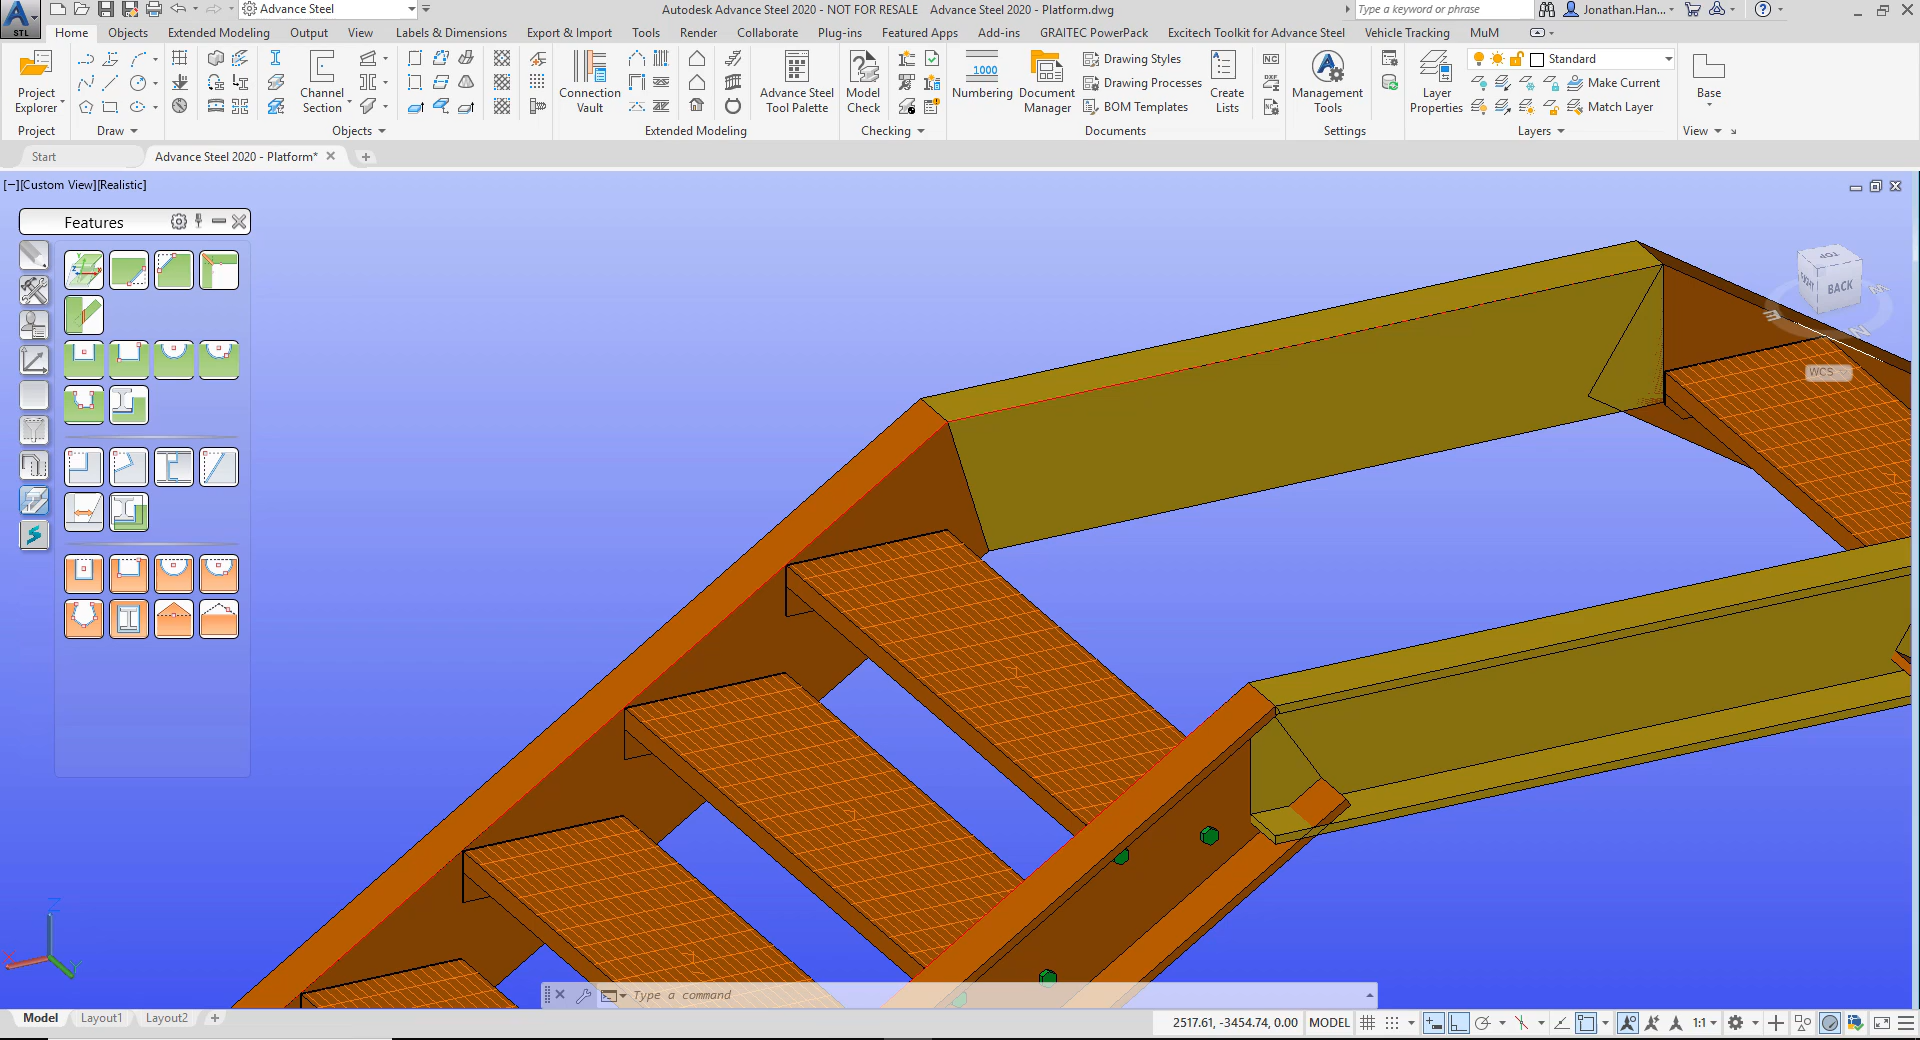 Advance Steel
Autodesk Advance Steel 2020 - NOT FOR RESALE Advance Steel 2020 - Platform.dwg
Type a keyword or phrase
Jonathan.Han...
STL
Home Objects Extended Modeling Output View Labels & Dimensions Export & Import Tools Render Collaborate Plug-ins Featured Apps Add-ins GRAITEC PowerPack Excitech Toolkit for Advance Steel Vehicle Tracking MuM
Project
Explorer
Project
Draw
Channel
Section
Objects
Connection
Vault
Extended Modeling
Advance Steel
Tool Palette
Model
Check
Checking
1000
Numbering
Document
Manager
Drawing Styles
Drawing Processes
BOM Templates
Create
Lists
Documents
NC
DXF
NC
Management
Tools
Settings
Layer
Properties
Standard
Make Current
Match Layer
Layers
Base
View
Start
Advance Steel 2020 - Platform*
[−][Custom View][Realistic]
Features
TOP
BACK
E
N
WCS
Z
X
Y
Type a command
Model Layout1 Layout2
2517.61, -3454.74, 0.00 MODEL
1:1